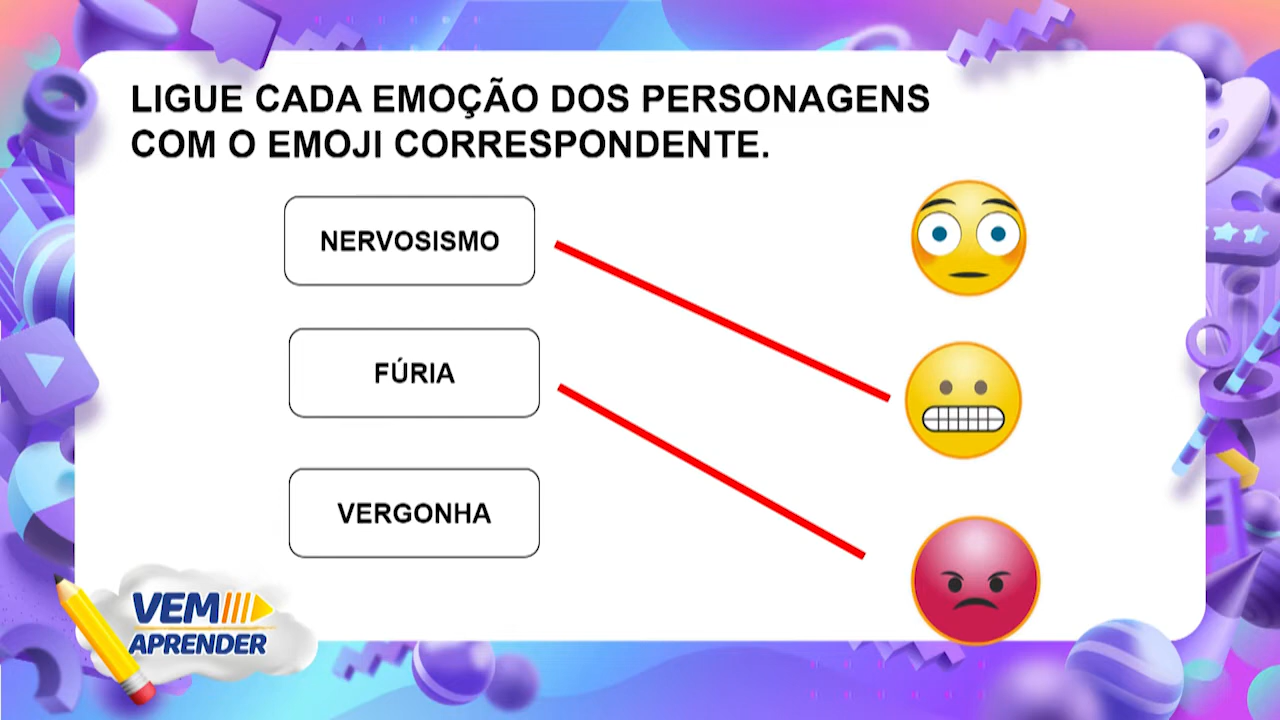 LIGUE CADA EMOÇÃO DOS PERSONAGENS
COM O EMOJI CORRESPONDENTE.
NERVOSISMO
FÚRIA
VERGONHA
VEM
APRENDER